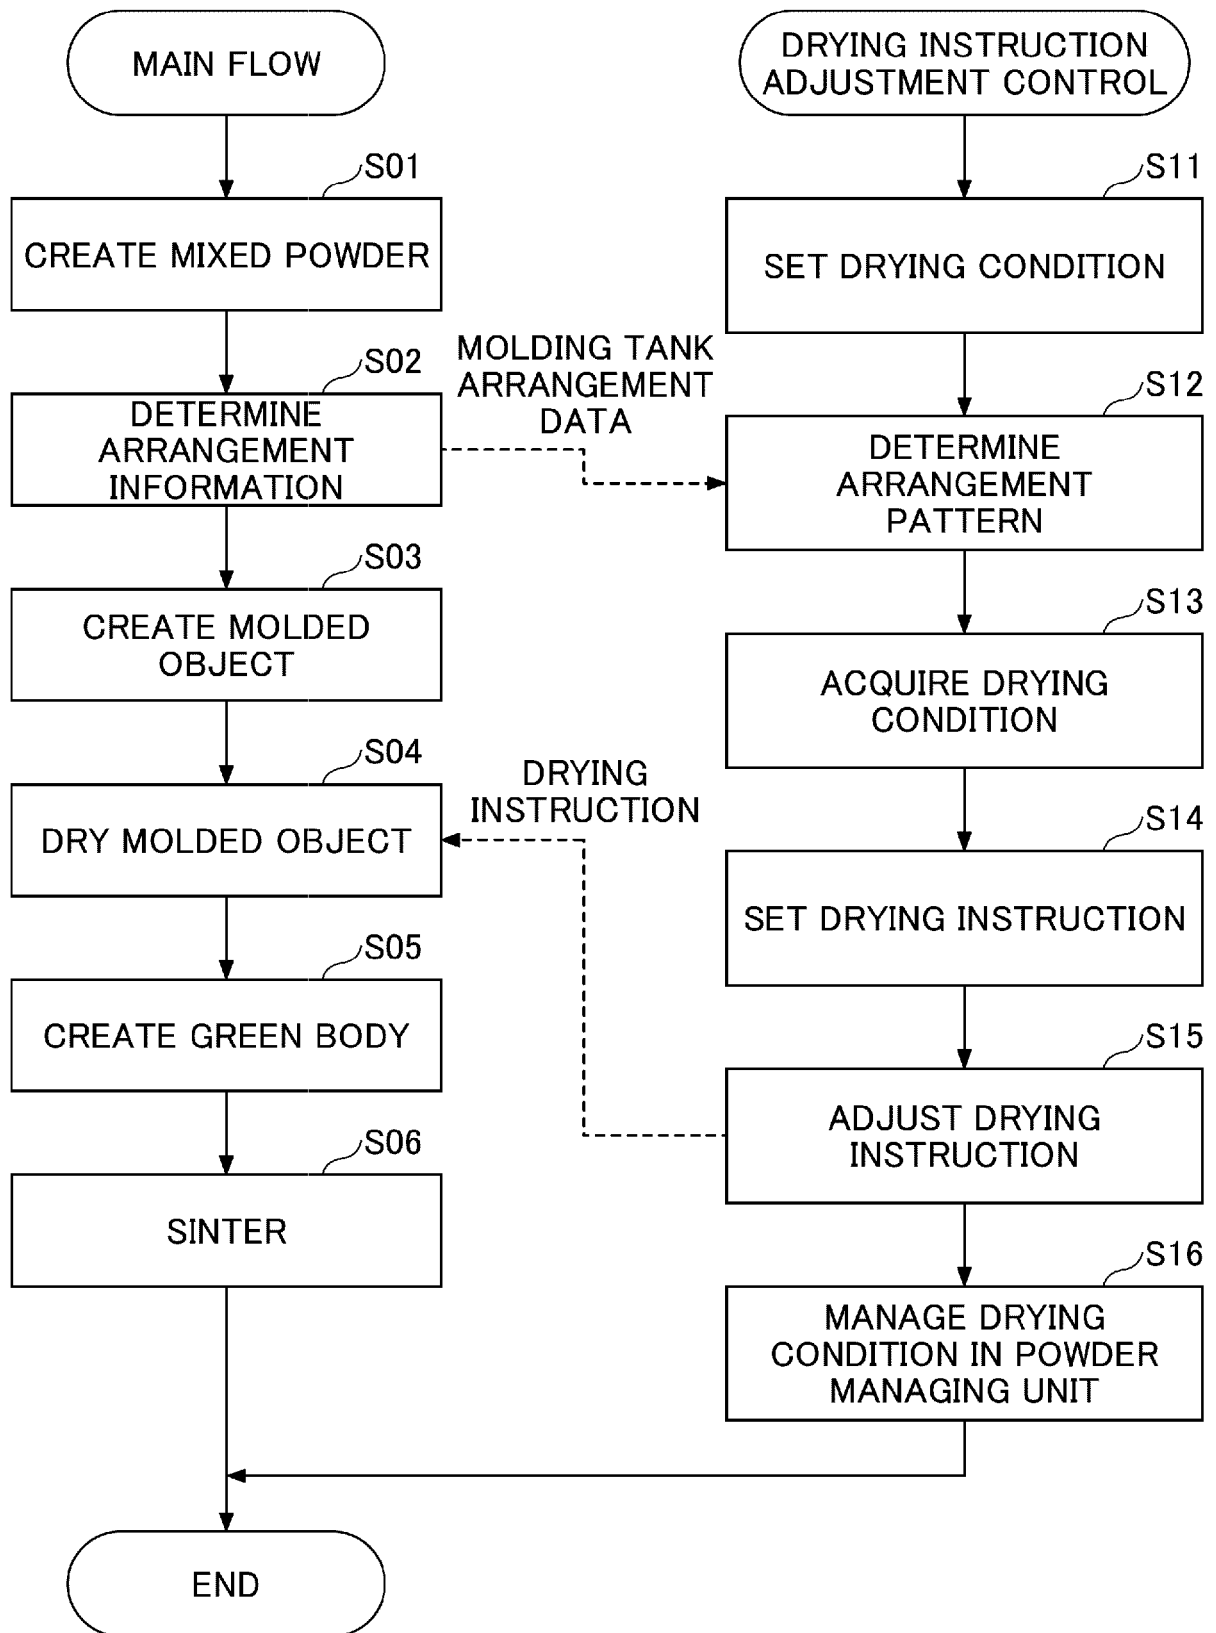 MAIN FLOW
S01
CREATE MIXED POWDER
S02
DETERMINE
ARRANGEMENT
INFORMATION
MOLDING TANK
ARRANGEMENT
DATA
S03
CREATE MOLDED
OBJECT
S04
DRY MOLDED OBJECT
DRYING
INSTRUCTION
S05
CREATE GREEN BODY
S06
SINTER
END
DRYING INSTRUCTION
ADJUSTMENT CONTROL
S11
SET DRYING CONDITION
S12
DETERMINE
ARRANGEMENT
PATTERN
S13
ACQUIRE DRYING
CONDITION
S14
SET DRYING INSTRUCTION
S15
ADJUST DRYING
INSTRUCTION
S16
MANAGE DRYING
CONDITION IN POWDER
MANAGING UNIT